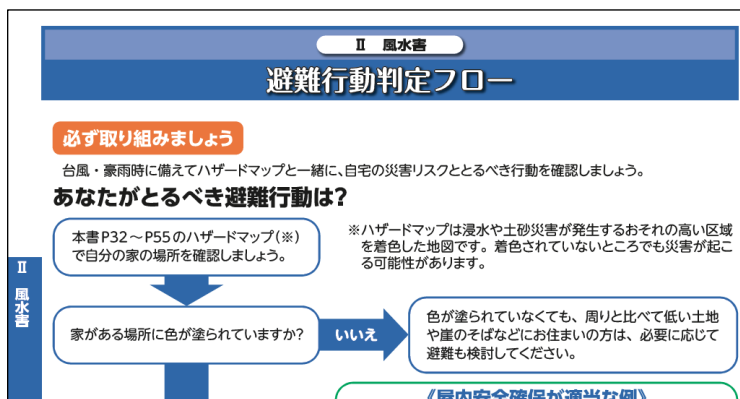 Ⅱ 風水害
避難行動判定フロー
必ず取り組みましょう
台風・豪雨時に備えてハザードマップと一緒に、自宅の災害リスクととるべき行動を確認しましょう。
あなたがとるべき避難行動は?
本書P32～P55のハザードマップ(※)
で自分の家の場所を確認しましょう。
※ハザードマップは浸水や土砂災害が発生するおそれの高い区域
を着色した地図です。着色されていないところでも災害が起こ
る可能性があります。
Ⅱ 風水害
家がある場所に色が塗られていますか?
いいえ
色が塗られていなくても、周りと比べて低い土地
や崖のそばなどにお住まいの方は、必要に応じて
避難も検討してください。
《屋内安全確保が適当な例》